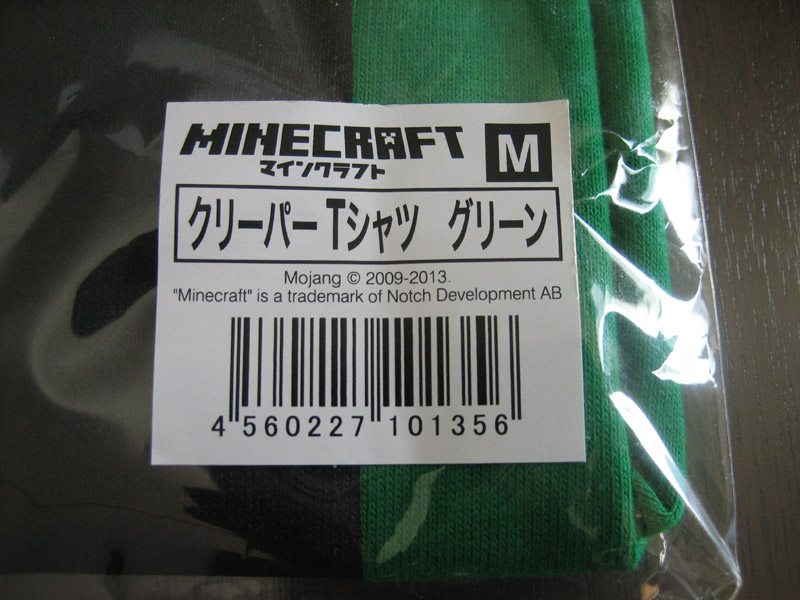 MINECRAFT M
マインクラフト
クリーパーTシャツ グリーン
Mojang © 2009-2013.
"Minecraft" is a trademark of Notch Development AB
4 560227 101356